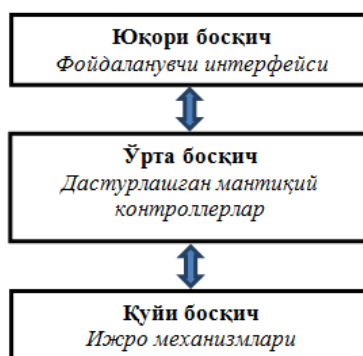 Юқори босқич
Фойдаланувчи интерфейси
Ўрта босқич
Дастурлашган мантиқий
контроллерлар
Қуйи босқич
Ижро механизмлари